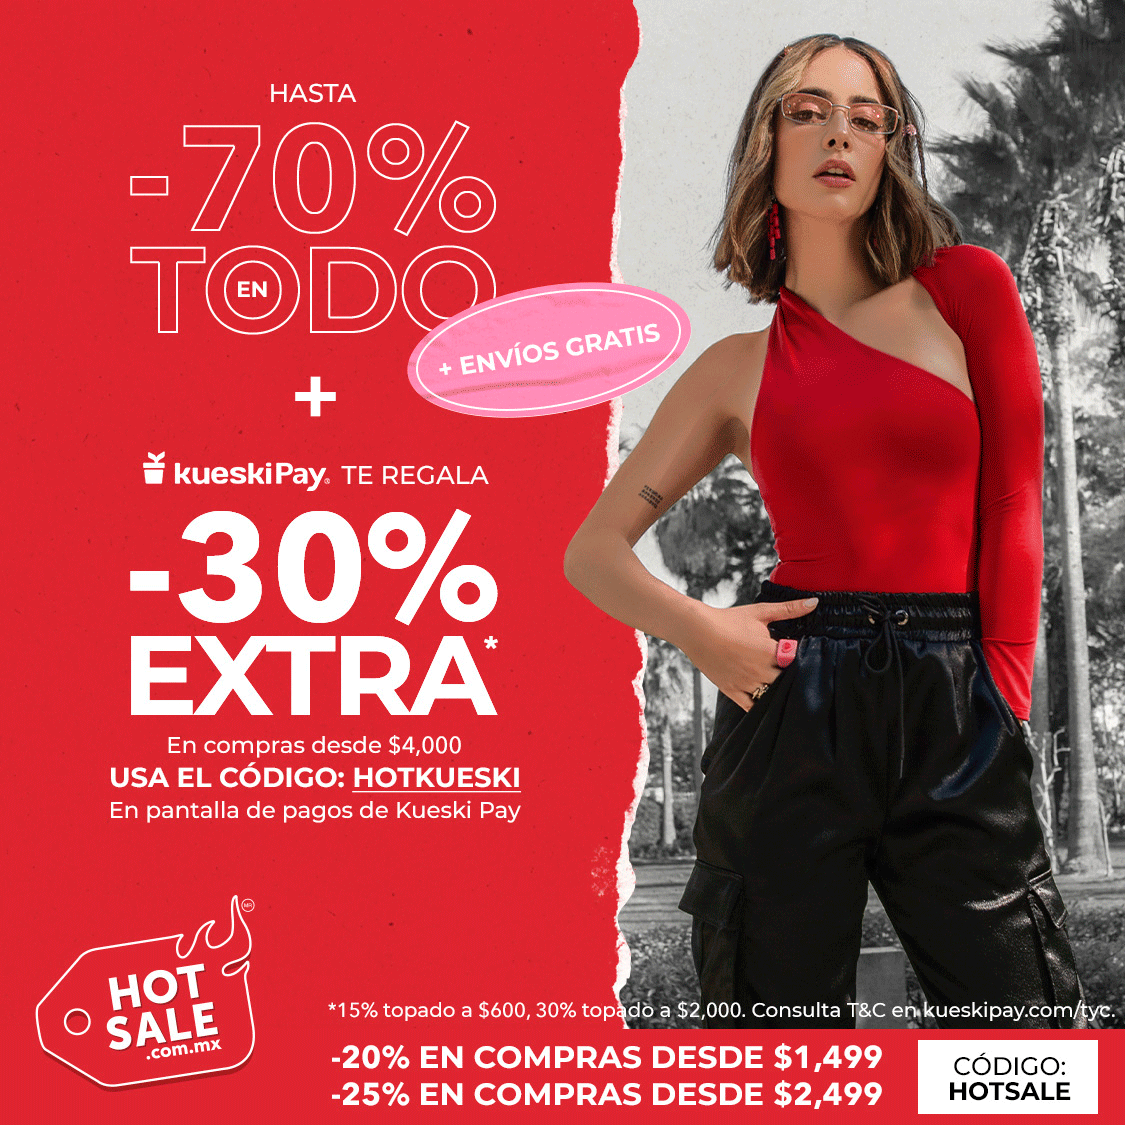 HASTA
-70%
EN
TODO
+ ENVÍOS GRATIS
+
kueskiPay® TE REGALA
-30%
EXTRA*
En compras desde $4,000
USA EL CÓDIGO: HOTKUESKI
En pantalla de pagos de Kueski Pay
MR
HOT
SALE
.com.mx
*15% topado a $600, 30% topado a $2,000. Consulta T&C en kueskipay.com/tyc.
-20% EN COMPRAS DESDE $1,499
-25% EN COMPRAS DESDE $2,499
CÓDIGO:
HOTSALE